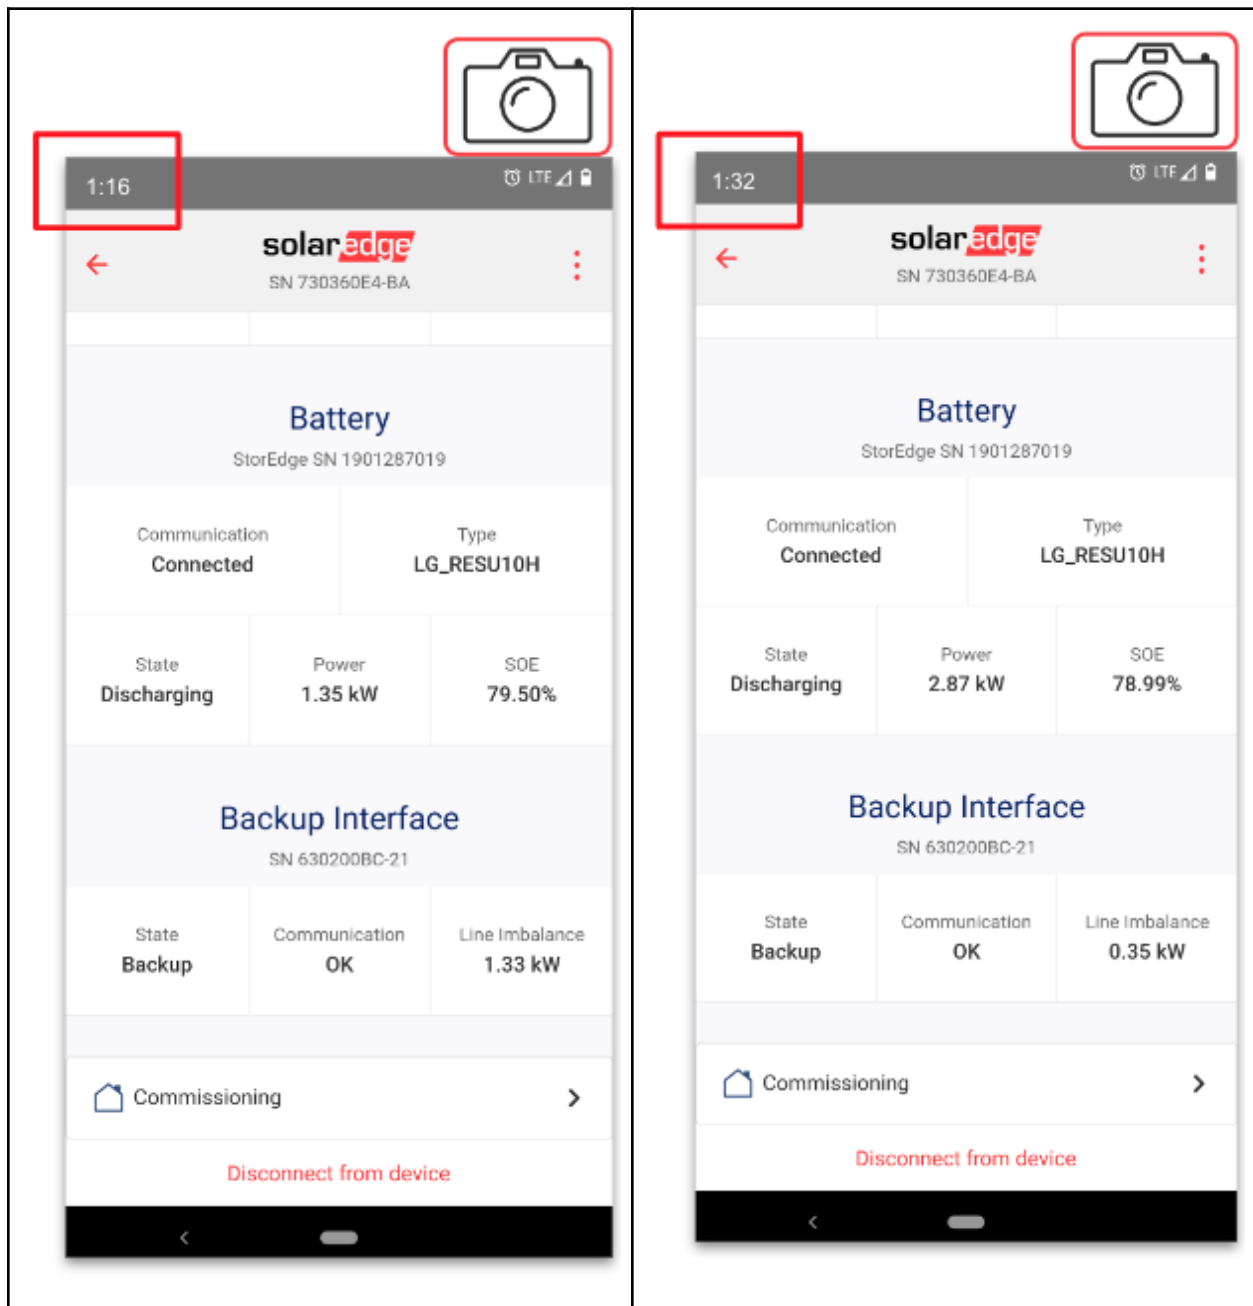 1:16
LTE
solaredge
SN 730360E4-BA
Battery
StorEdge SN 1901287019
Communication
Connected
Type
LG_RESU10H
State
Discharging
Power
1.35 kW
SOE
79.50%
Backup Interface
SN 630200BC-21
State
Backup
Communication
OK
Line Imbalance
1.33 kW
Commissioning
Disconnect from device
1:32
LTE
solaredge
SN 730360E4-BA
Battery
StorEdge SN 1901287019
Communication
Connected
Type
LG_RESU10H
State
Discharging
Power
2.87 kW
SOE
78.99%
Backup Interface
SN 630200BC-21
State
Backup
Communication
OK
Line Imbalance
0.35 kW
Commissioning
Disconnect from device